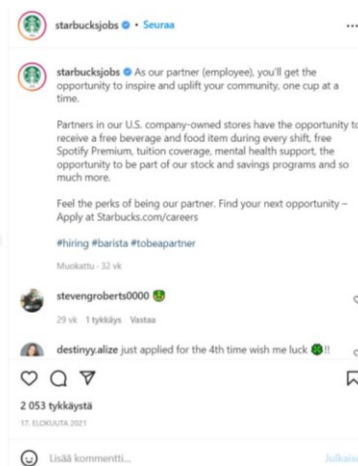 starbucksjobs • Seuraa
starbucksjobs As our partner (employee), you'll get the
opportunity to inspire and uplift your community, one cup at a
time.
Partners in our U.S. company-owned stores have the opportunity to
receive a free beverage and food item during every shift, free
Spotify Premium, tuition coverage, mental health support, the
opportunity to be part of our stock and savings programs and so
much more.
Feel the perks of being our partner. Find your next opportunity –
Apply at Starbucks.com/careers
#hiring #barista #tobeapartner
Muokattu · 32 vk
stevengroberts0000 🤑
29 vk 1 tykkäys Vastaa
destinyy.alize just applied for the 4th time wish me luck 🍀!!
2 053 tykkäystä
17. ELOKUUTA 2021
Lisää kommentti...
Julkaise